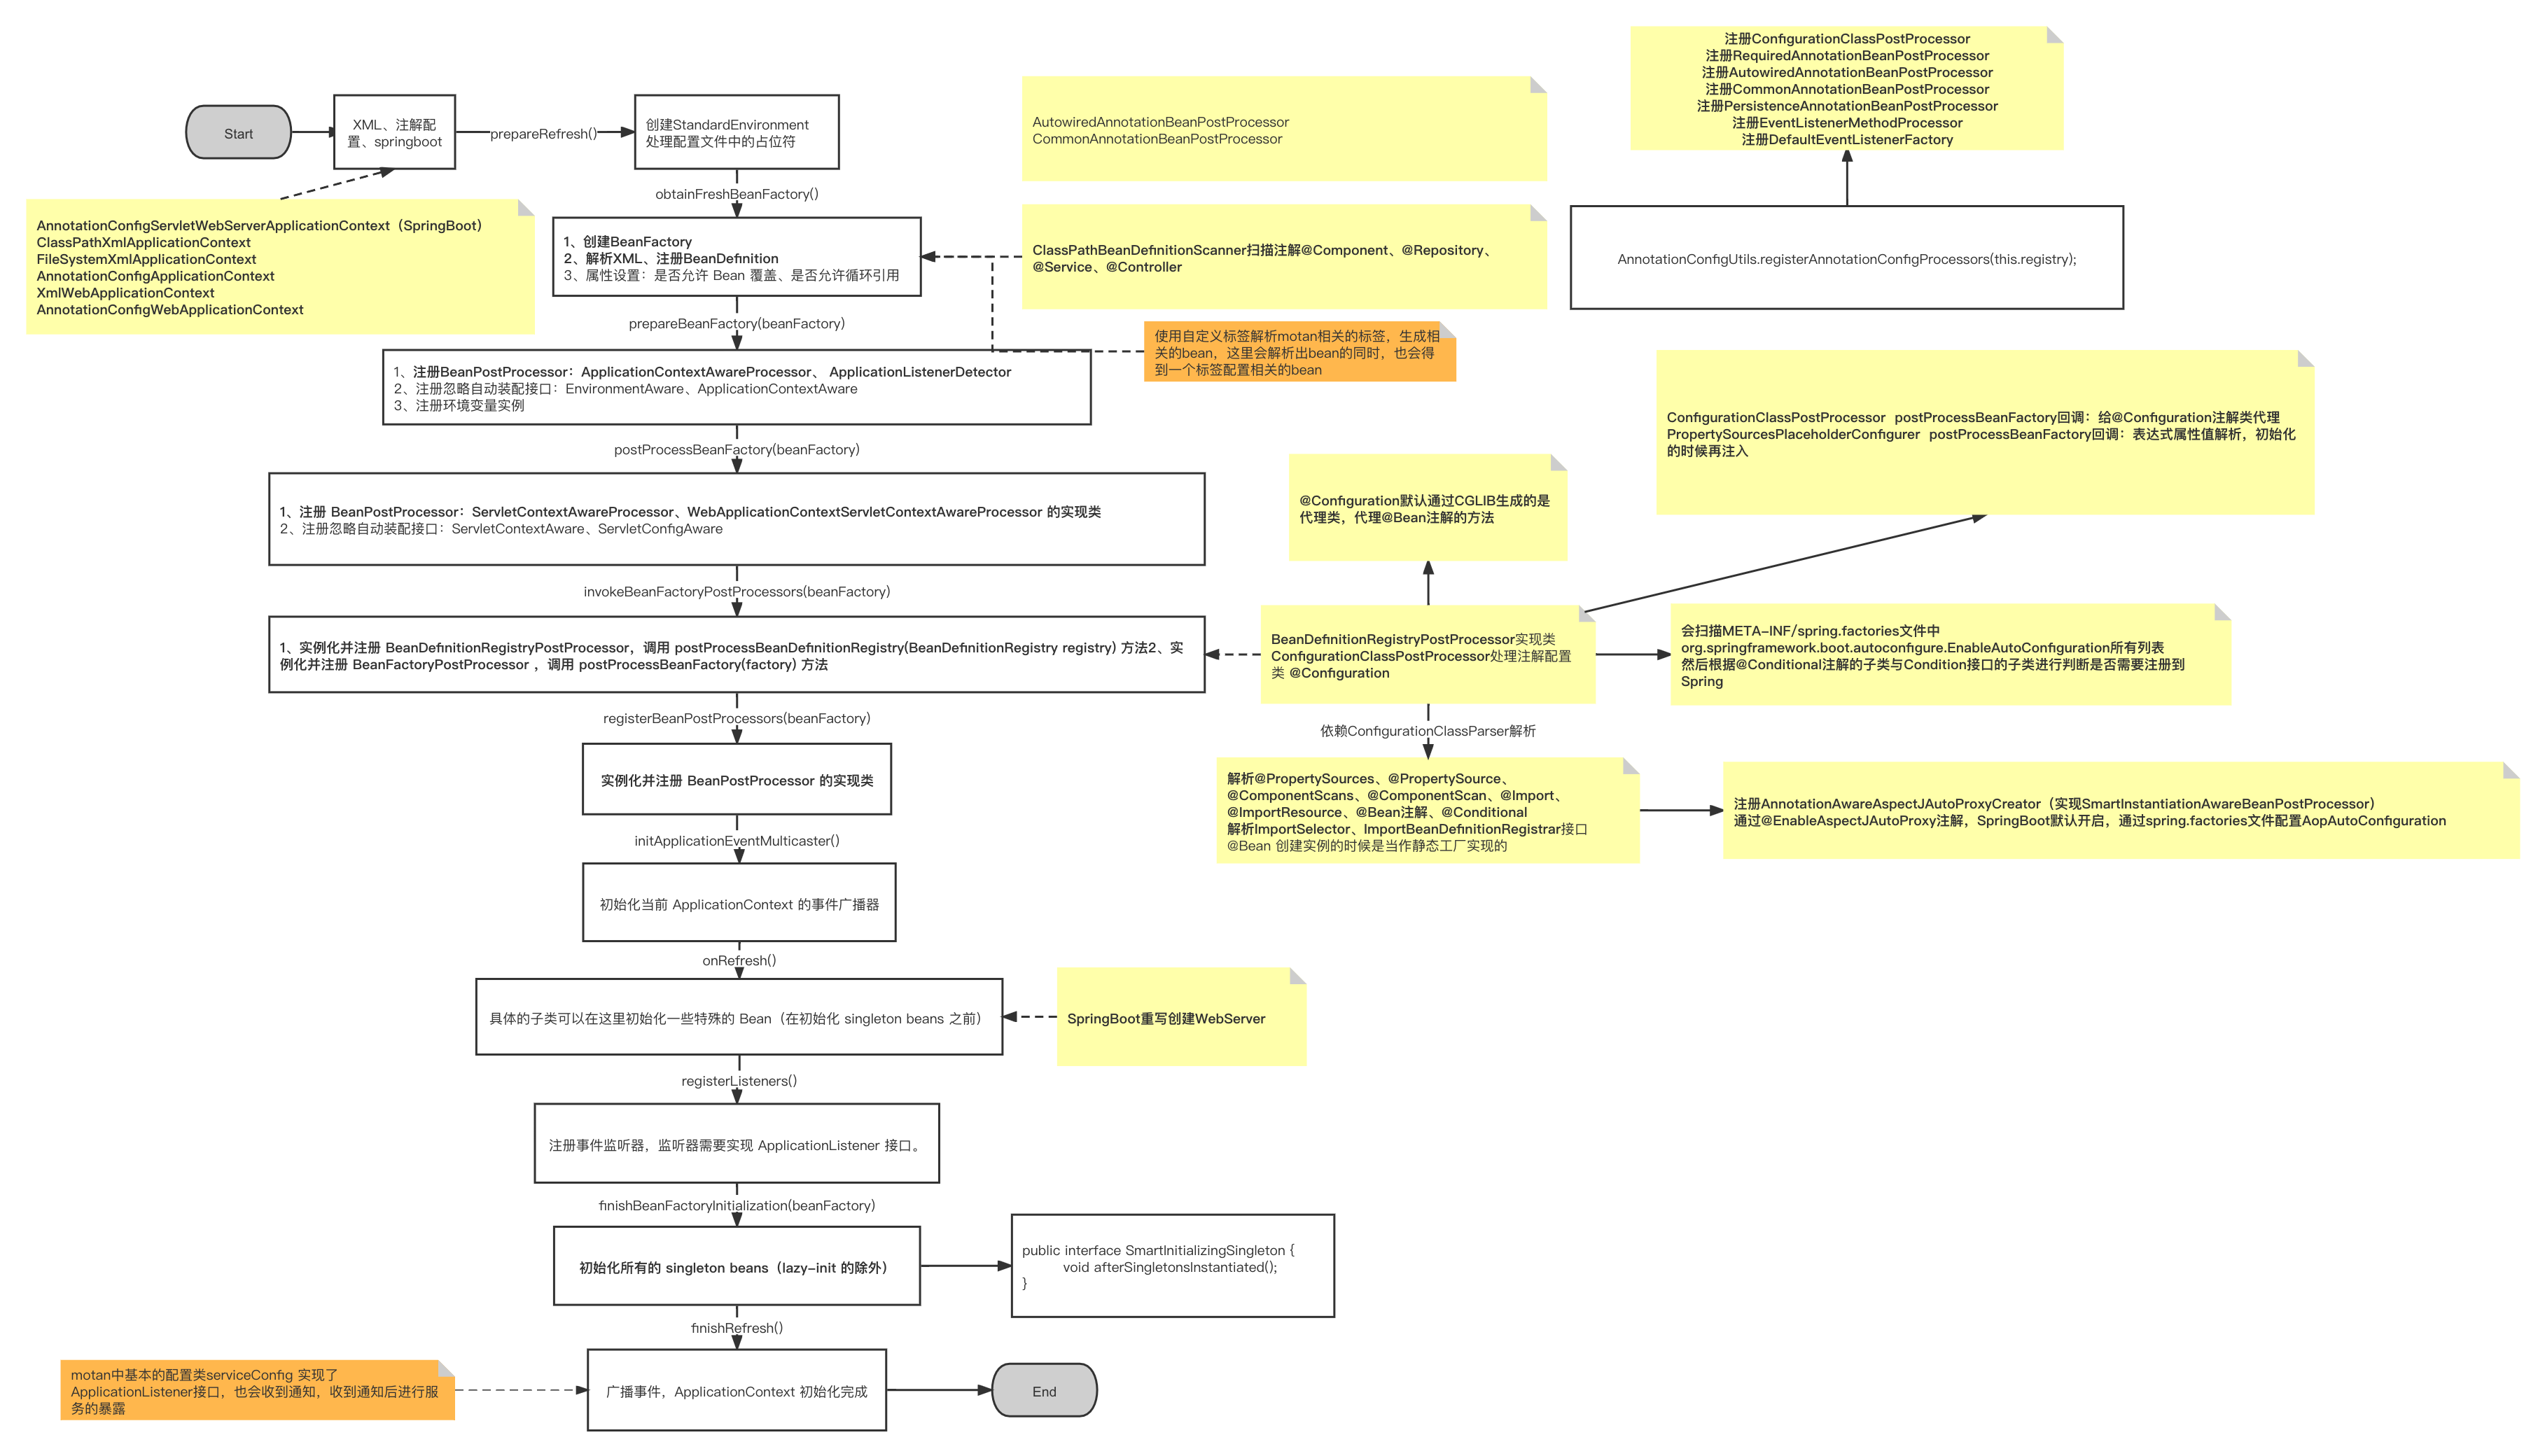 Start
XML、注解配
置、springboot
prepareRefresh()
创建StandardEnvironment
处理配置文件中的占位符
AnnotationConfigServletWebServerApplicationContext（SpringBoot）
ClassPathXmlApplicationContext
FileSystemXmlApplicationContext
AnnotationConfigApplicationContext
XmlWebApplicationContext
AnnotationConfigWebApplicationContext
obtainFreshBeanFactory()
1、创建BeanFactory
2、解析XML、注册BeanDefinition
3、属性设置：是否允许 Bean 覆盖、是否允许循环引用
AutowiredAnnotationBeanPostProcessor
CommonAnnotationBeanPostProcessor
ClassPathBeanDefinitionScanner扫描注解@Component、@Repository、
@Service、@Controller
使用自定义标签解析motan相关的标签，生成相
关的bean，这里会解析出bean的同时，也会得
到一个标签配置相关的bean
注册ConfigurationClassPostProcessor
注册RequiredAnnotationBeanPostProcessor
注册AutowiredAnnotationBeanPostProcessor
注册CommonAnnotationBeanPostProcessor
注册PersistenceAnnotationBeanPostProcessor
注册EventListenerMethodProcessor
注册DefaultEventListenerFactory
AnnotationConfigUtils.registerAnnotationConfigProcessors(this.registry);
prepareBeanFactory(beanFactory)
1、注册BeanPostProcessor：ApplicationContextAwareProcessor、 ApplicationListenerDetector
2、注册忽略自动装配接口：EnvironmentAware、ApplicationContextAware
3、注册环境变量实例
postProcessBeanFactory(beanFactory)
1、注册 BeanPostProcessor：ServletContextAwareProcessor、WebApplicationContextServletContextAwareProcessor 的实现类
2、注册忽略自动装配接口：ServletContextAware、ServletConfigAware
invokeBeanFactoryPostProcessors(beanFactory)
1、实例化并注册 BeanDefinitionRegistryPostProcessor，调用 postProcessBeanDefinitionRegistry(BeanDefinitionRegistry registry) 方法2、实
例化并注册 BeanFactoryPostProcessor ，调用 postProcessBeanFactory(factory) 方法
@Configuration默认通过CGLIB生成的是
代理类，代理@Bean注解的方法
ConfigurationClassPostProcessor  postProcessBeanFactory回调：给@Configuration注解类代理
PropertySourcesPlaceholderConfigurer  postProcessBeanFactory回调：表达式属性值解析，初始化
的时候再注入
BeanDefinitionRegistryPostProcessor实现类
ConfigurationClassPostProcessor处理注解配置
类 @Configuration
会扫描META-INF/spring.factories文件中
org.springframework.boot.autoconfigure.EnableAutoConfiguration所有列表
然后根据@Conditional注解的子类与Condition接口的子类进行判断是否需要注册到
Spring
依赖ConfigurationClassParser解析
解析@PropertySources、@PropertySource、
@ComponentScans、@ComponentScan、@Import、
@ImportResource、@Bean注解、@Conditional
解析ImportSelector、ImportBeanDefinitionRegistrar接口
@Bean 创建实例的时候是当作静态工厂实现的
注册AnnotationAwareAspectJAutoProxyCreator（实现SmartInstantiationAwareBeanPostProcessor）
通过@EnableAspectJAutoProxy注解，SpringBoot默认开启，通过spring.factories文件配置AopAutoConfiguration
registerBeanPostProcessors(beanFactory)
实例化并注册 BeanPostProcessor 的实现类
initApplicationEventMulticaster()
初始化当前 ApplicationContext 的事件广播器
onRefresh()
具体的子类可以在这里初始化一些特殊的 Bean（在初始化 singleton beans 之前）
SpringBoot重写创建WebServer
registerListeners()
注册事件监听器，监听器需要实现 ApplicationListener 接口。
finishBeanFactoryInitialization(beanFactory)
初始化所有的 singleton beans（lazy-init 的除外）
public interface SmartInitializingSingleton {
void afterSingletonsInstantiated();
}
finishRefresh()
motan中基本的配置类serviceConfig 实现了
ApplicationListener接口，也会收到通知，收到通知后进行服
务的暴露
广播事件，ApplicationContext 初始化完成
End